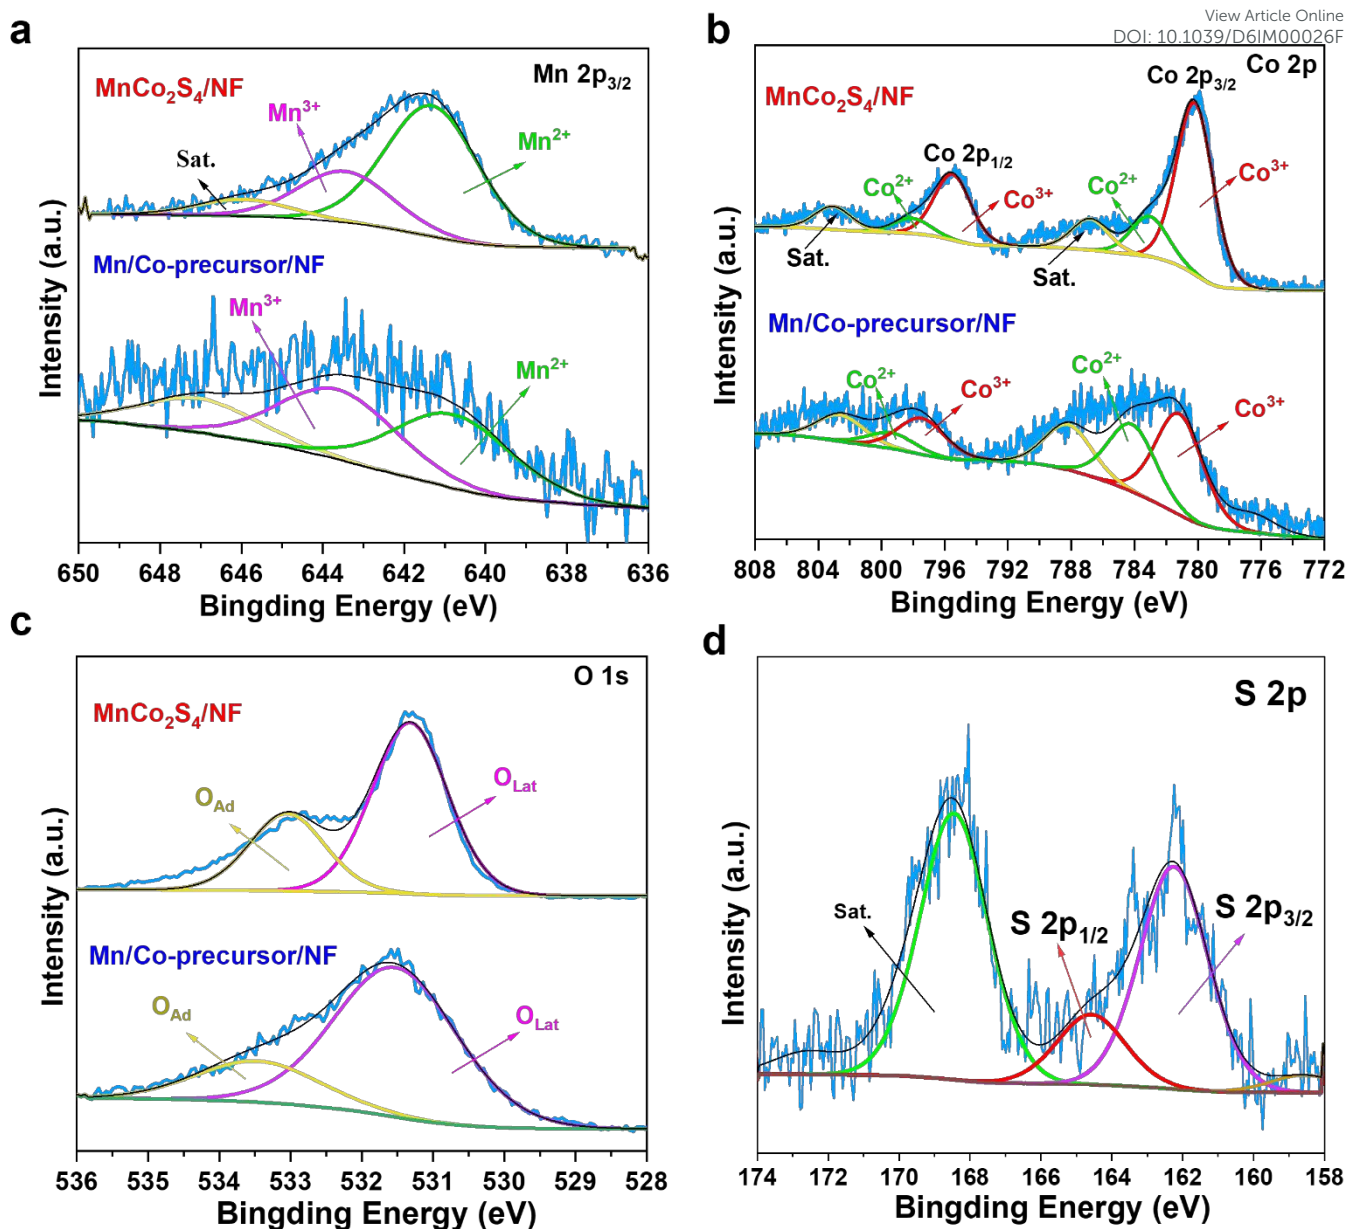 View Article Online
DOI: 10.1039/D6IM00026F
a
MnCo₂S₄/NF
Mn 2p₃/₂
Mn³⁺
Mn²⁺
Sat.
Mn/Co-precursor/NF
Mn³⁺
Mn²⁺
Intensity (a.u.)
650 648 646 644 642 640 638 636
Bingding Energy (eV)
b
MnCo₂S₄/NF
Co 2p₃/₂
Co 2p
Co 2p₁/₂
Co²⁺
Co³⁺
Co²⁺
Co³⁺
Sat.
Sat.
Mn/Co-precursor/NF
Co²⁺
Co³⁺
Co²⁺
Co³⁺
Intensity (a.u.)
808 804 800 796 792 788 784 780 776 772
Bingding Energy (eV)
c
O 1s
MnCo₂S₄/NF
O_Ad
O_Lat
Mn/Co-precursor/NF
O_Ad
O_Lat
Intensity (a.u.)
536 535 534 533 532 531 530 529 528
Bingding Energy (eV)
d
S 2p
Sat.
S 2p₁/₂
S 2p₃/₂
Intensity (a.u.)
174 172 170 168 166 164 162 160 158
Bingding Energy (eV)